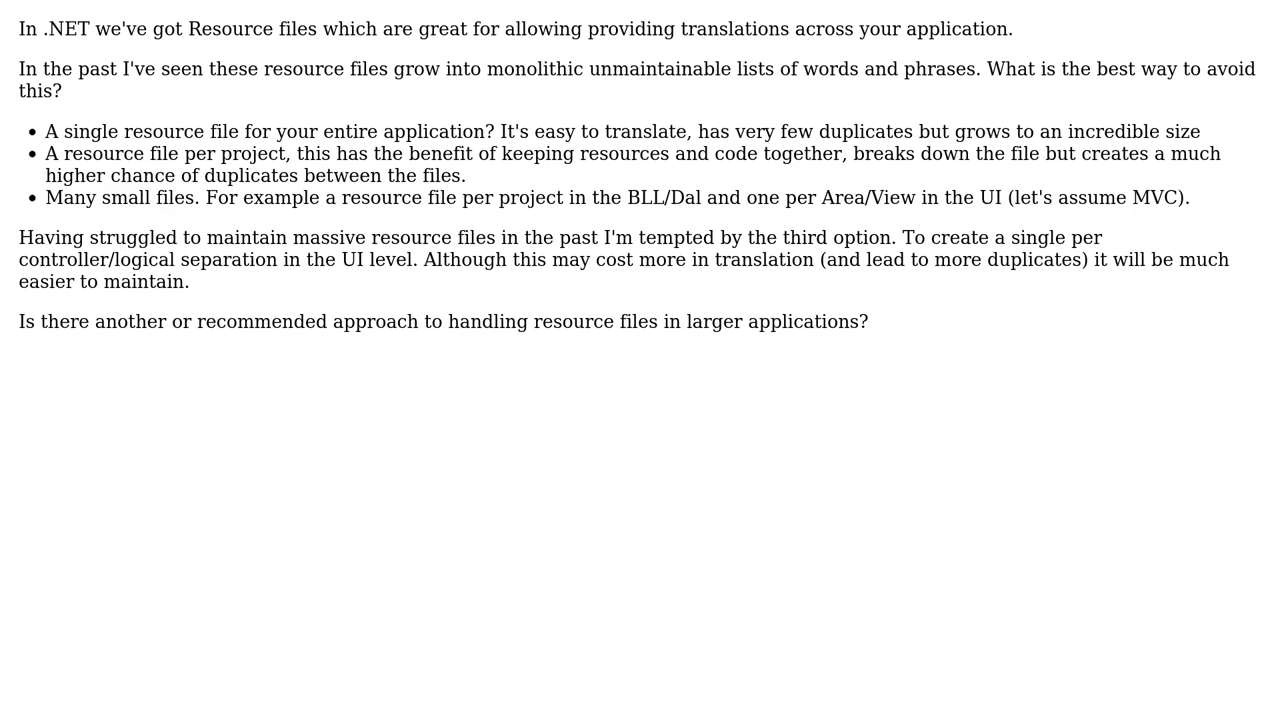 In .NET we've got Resource files which are great for allowing providing translations across your application.
In the past I've seen these resource files grow into monolithic unmaintainable lists of words and phrases. What is the best way to avoid
this?
• A single resource file for your entire application? It's easy to translate, has very few duplicates but grows to an incredible size
• A resource file per project, this has the benefit of keeping resources and code together, breaks down the file but creates a much
higher chance of duplicates between the files.
• Many small files. For example a resource file per project in the BLL/Dal and one per Area/View in the UI (let's assume MVC).
Having struggled to maintain massive resource files in the past I'm tempted by the third option. To create a single per
controller/logical separation in the UI level. Although this may cost more in translation (and lead to more duplicates) it will be much
easier to maintain.
Is there another or recommended approach to handling resource files in larger applications?